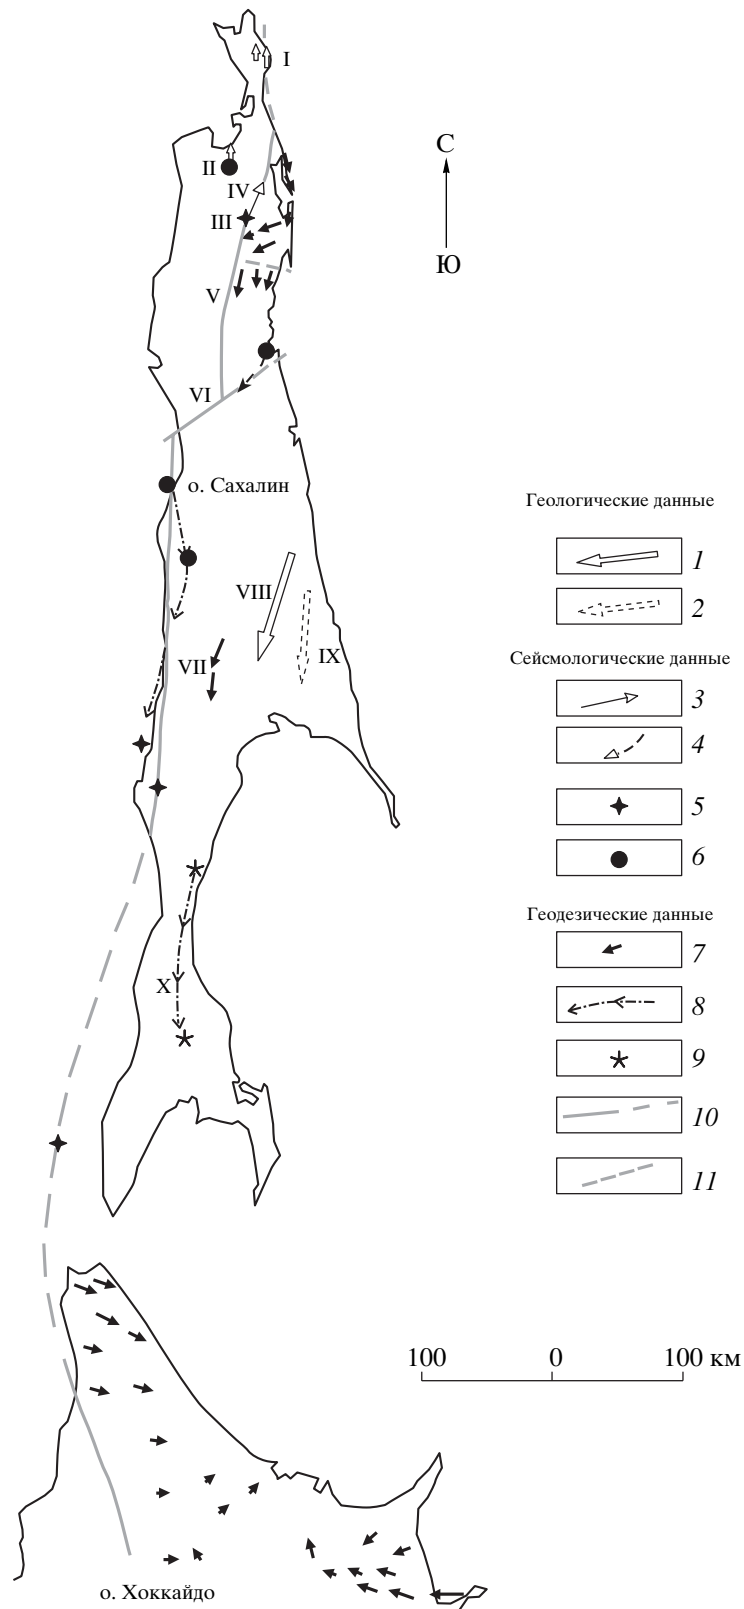 I
С
II
IV
III
Ю
V
VI
о. Сахалин
Геологические данные
1
VIII
2
IX
Сейсмологические данные
VII
3
4
5
6
Геодезические данные
7
X
8
9
10
11
100 0 100 км
о. Хоккайдо